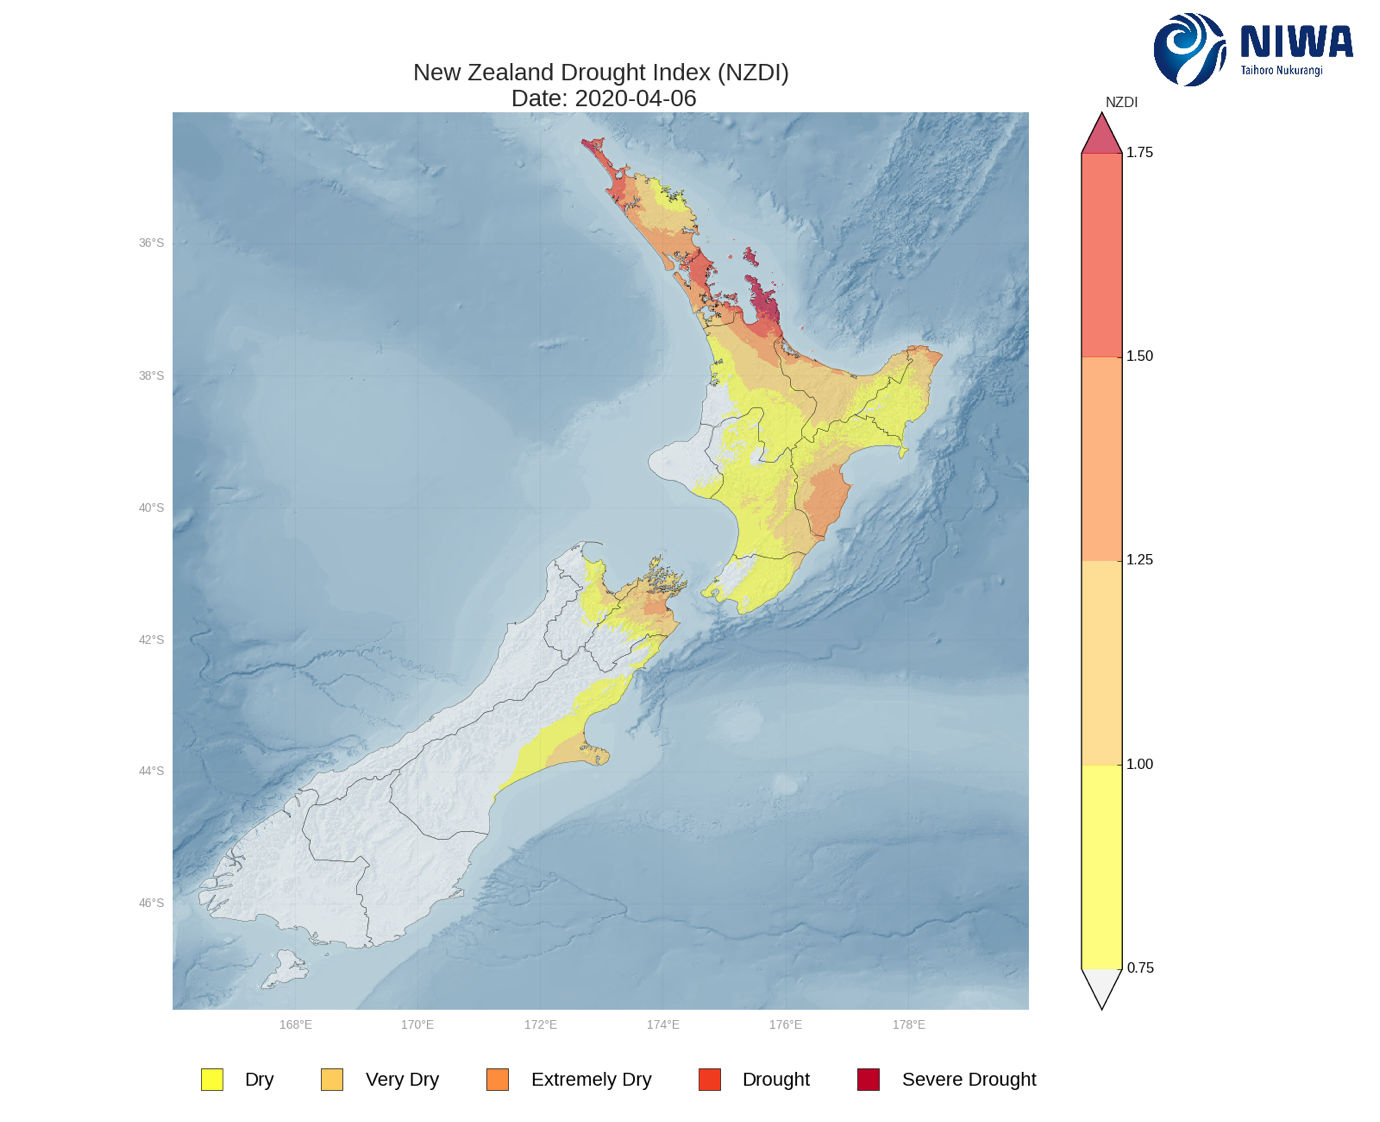 NIWA
Taihoro Nukurangi
New Zealand Drought Index (NZDI)
Date: 2020-04-06
NZDI
1.75
1.50
1.25
1.00
0.75
36°S
38°S
40°S
42°S
44°S
46°S
168°E 170°E 172°E 174°E 176°E 178°E
Dry Very Dry Extremely Dry Drought Severe Drought